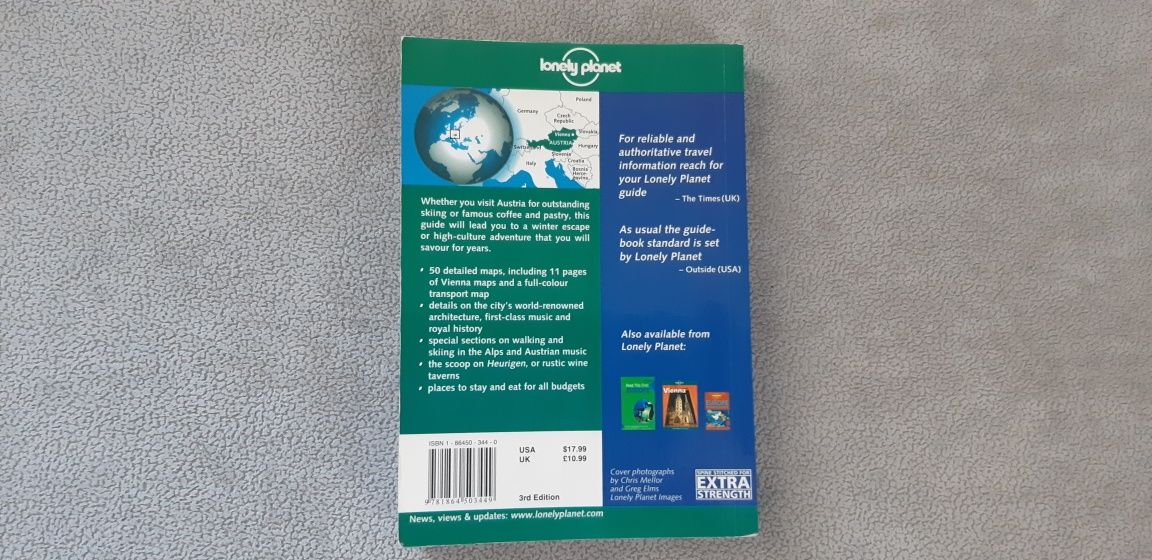 lonely planet
Poland
Germany
Czech
Republic
Vienna
Slovakia
AUSTRIA
Hungary
Slovenia
Croatia
Italy
Bosnia
Herce-
govina
Whether you visit Austria for outstanding
skiing or famous coffee and pastry, this
guide will lead you to a winter escape
or high-culture adventure that you will
savour for years.
• 50 detailed maps, including 11 pages
of Vienna maps and a full-colour
transport map
• details on the city's world-renowned
architecture, first-class music and
royal history
• special sections on walking and
skiing in the Alps and Austrian music
• the scoop on Heurigen, or rustic wine
taverns
• places to stay and eat for all budgets
ISBN 1 - 86450 - 344 - 0
9 781864 503449
USA $17.99
UK £10.99
3rd Edition
News, views & updates: www.lonelyplanet.com
For reliable and
authoritative travel
information reach for
your Lonely Planet
guide
– The Times (UK)
As usual the guide-
book standard is set
by Lonely Planet
– Outside (USA)
Also available from
Lonely Planet:
Vienna
Cover photographs
by Chris Mellor
and Greg Elms
Lonely Planet Images
SPINE STITCHED FOR
EXTRA
STRENGTH